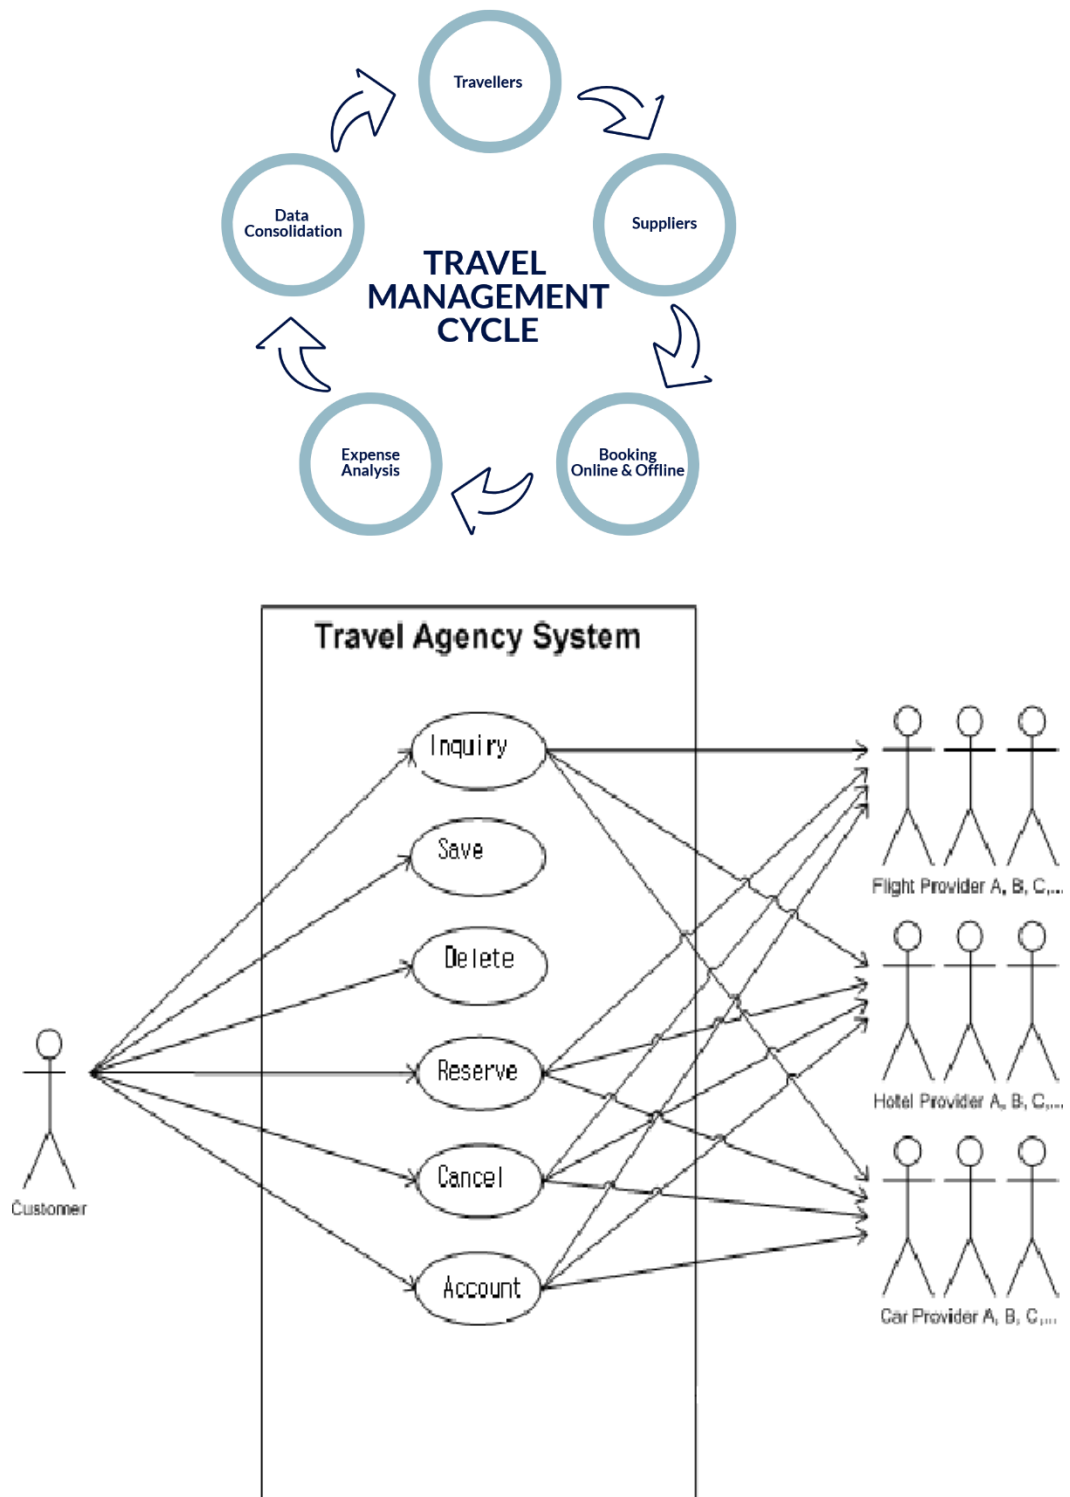 Travellers
Data
Consolidation
Suppliers
TRAVEL
MANAGEMENT
CYCLE
Expense
Analysis
Booking
Online & Offline
Travel Agency System
Inquiry
Save
Delete
Reserve
Cancel
Account
Customer
Flight Provider A, B, C,...
Hotel Provider A, B, C,...
Car Provider A, B, C,...